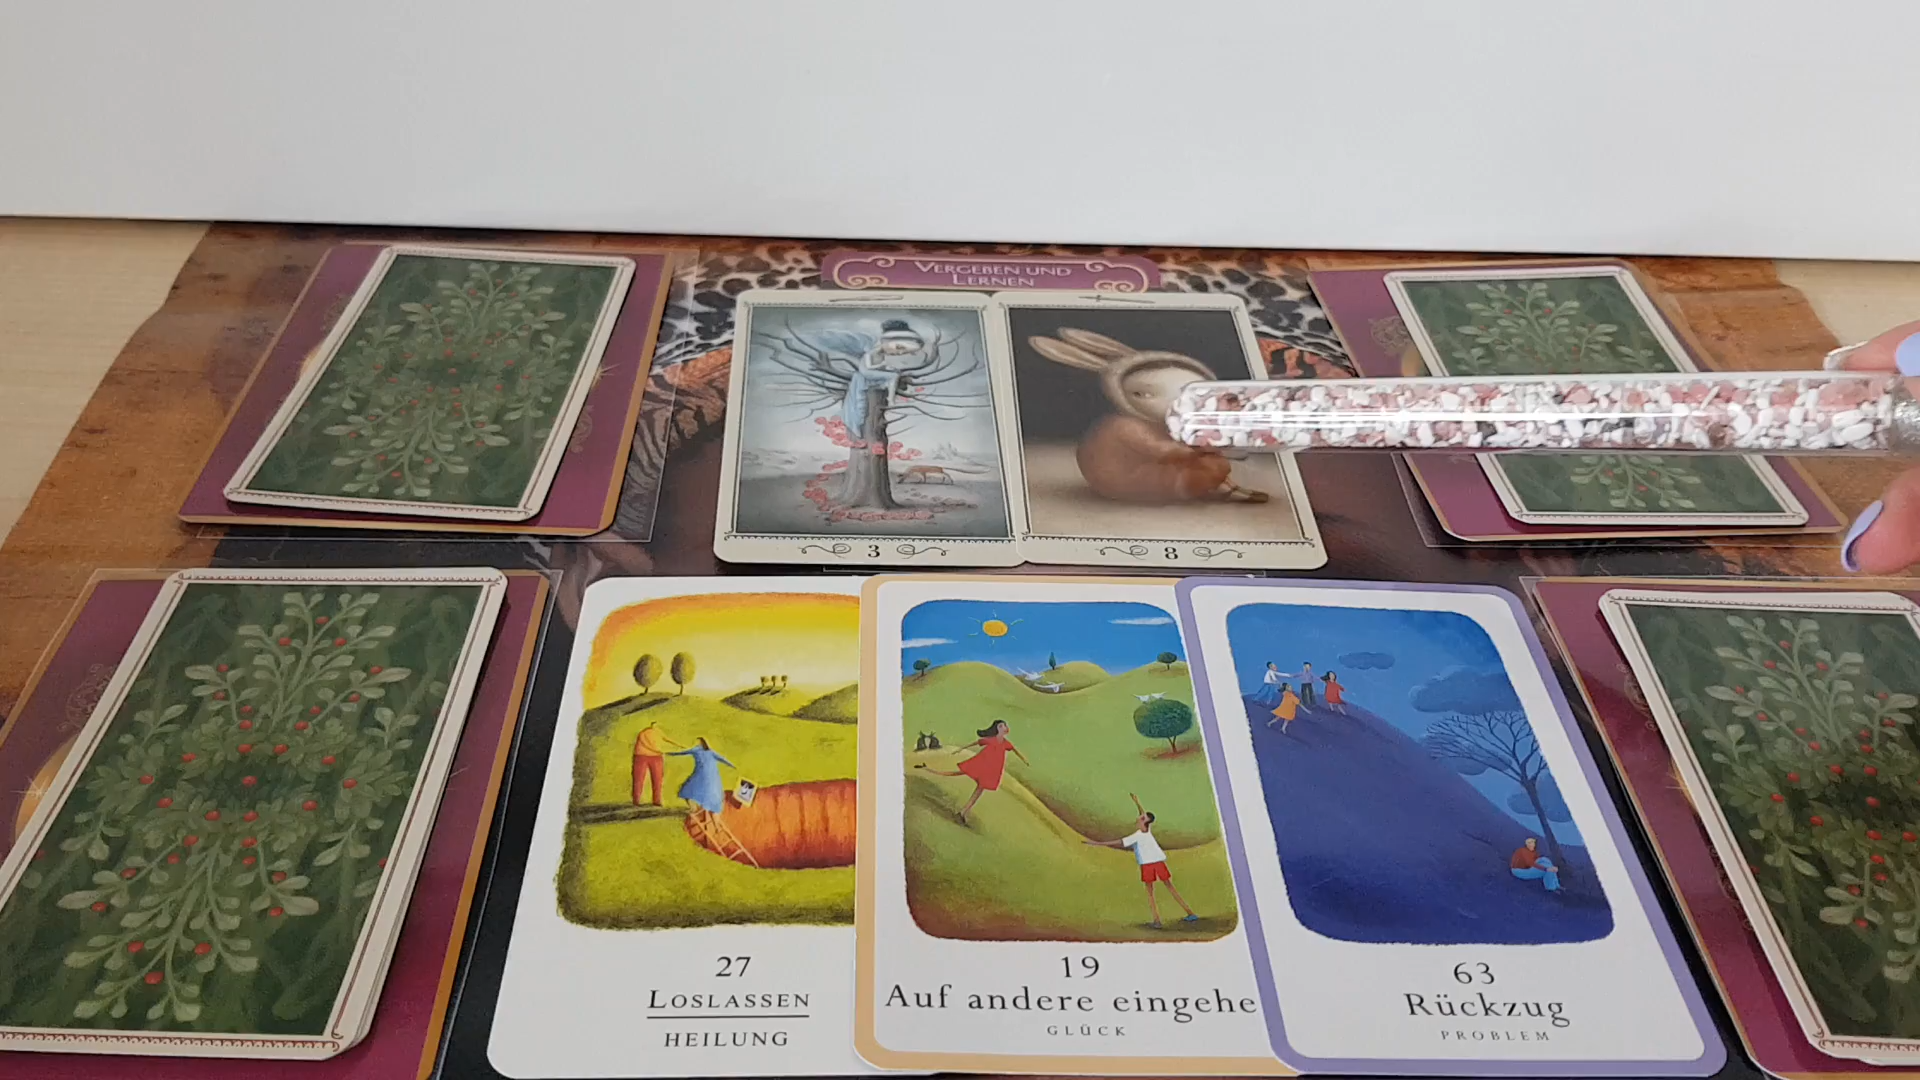 VERGEBEN UND
LERNEN
3
8
27
LOSLASSEN
HEILUNG
19
Auf andere eingehe
GLÜCK
63
Rückzug
PROBLEM